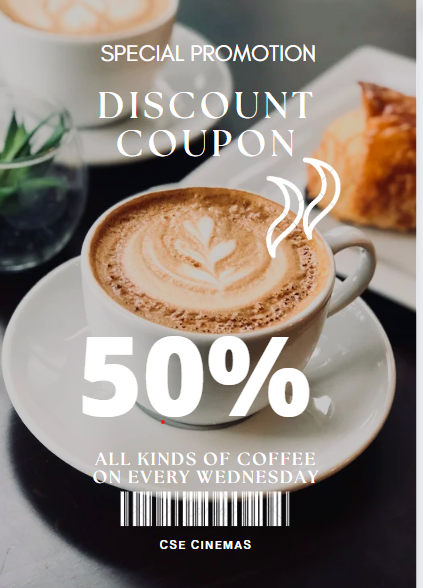 SPECIAL PROMOTION
DISCOUNT
COUPON
50%
ALL KINDS OF COFFEE
ON EVERY WEDNESDAY
CSE CINEMAS